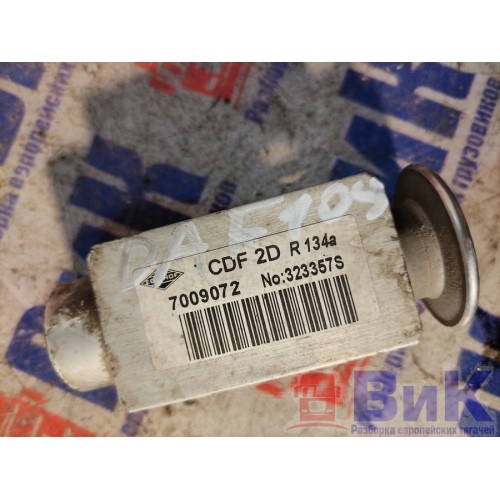 DAF 105
CDF 2D R 134a
7009072 No:323357S
ВиК
Разборка европейских тягачей